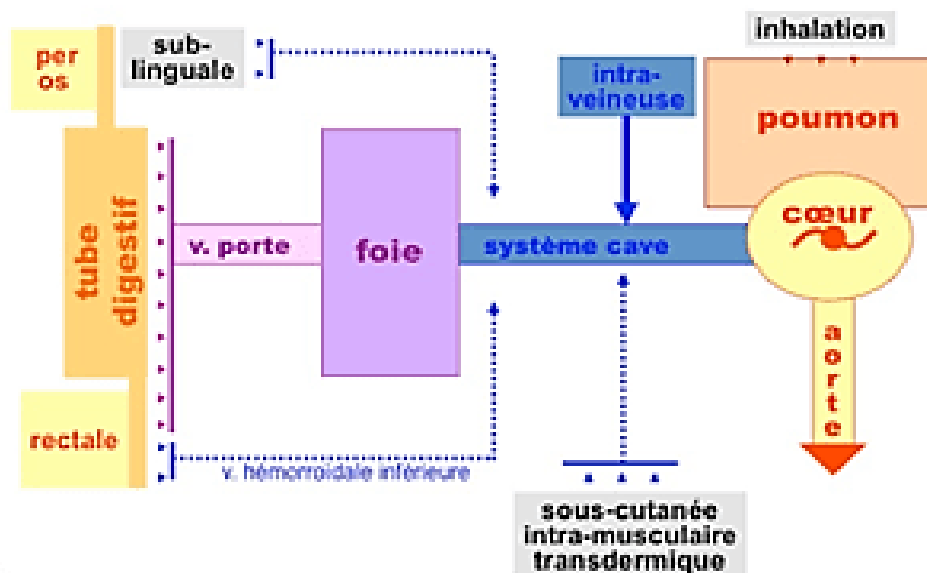 per
os
sub-
linguale
inhalation
intra-
veineuse
poumon
cœur
tube
digestif
v. porte
foie
système cave
aorte
rectale
v. hémorroïdale inférieure
sous-cutanée
intra-musculaire
transdermique